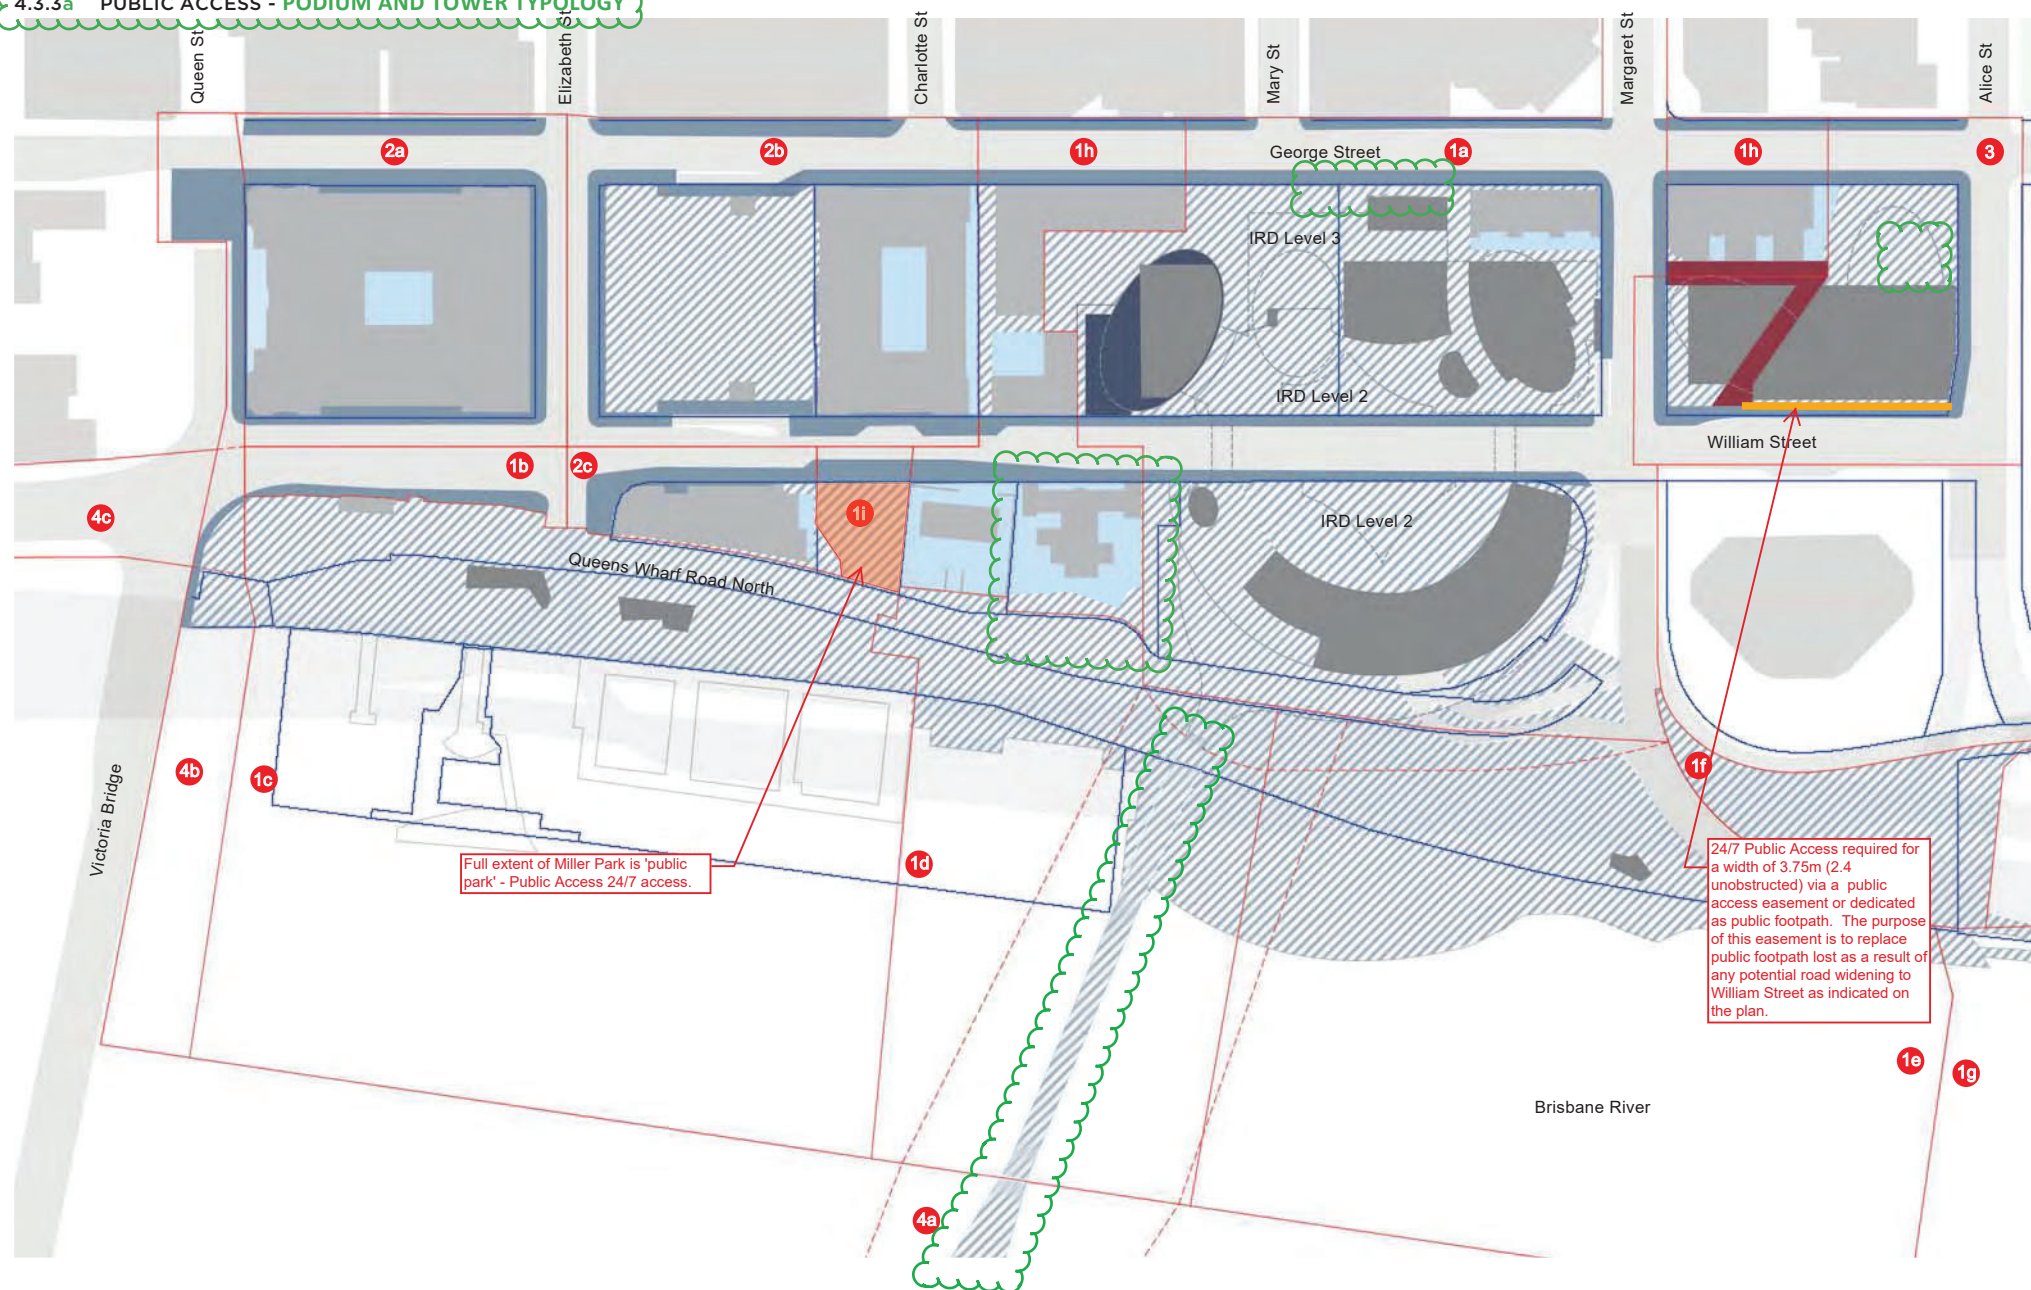 4.3.3a PUBLIC ACCESS - PODIUM AND TOWER TYPOLOGY
Queen St
Elizabeth St
Charlotte St
Mary St
Margaret St
Alice St
2a
2b
1h
George Street
1a
1h
3
IRD Level 3
IRD Level 2
William Street
1b
2c
4c
1i
IRD Level 2
Queens Wharf Road North
Victoria Bridge
4b
1c
1f
Full extent of Miller Park is 'public
park' - Public Access 24/7 access.
1d
24/7 Public Access required for
a width of 3.75m (2.4
unobstructed) via a public
access easement or dedicated
as public footpath. The purpose
of this easement is to replace
public footpath lost as a result of
any potential road widening to
William Street as indicated on
the plan.
1e
1g
Brisbane River
4a